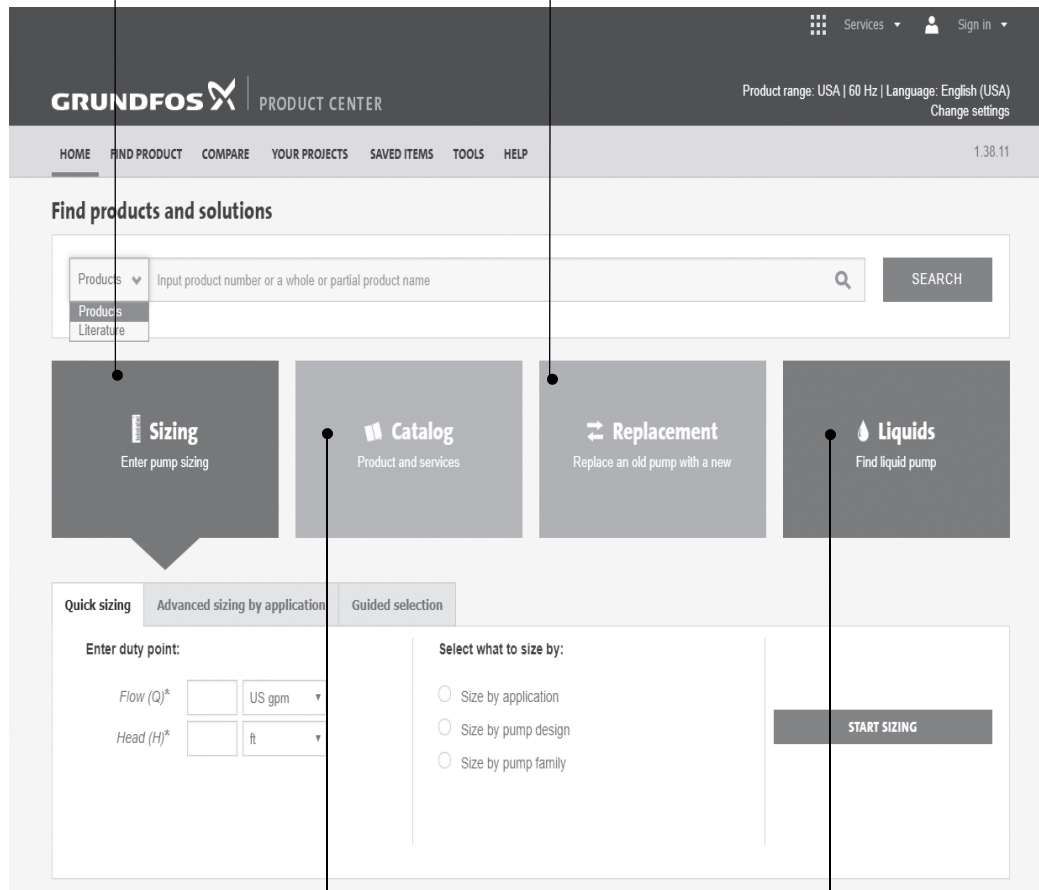 Services
Sign in
GRUNDFOS
PRODUCT CENTER
Product range: USA | 60 Hz | Language: English (USA)
Change settings
HOME FIND PRODUCT COMPARE YOUR PROJECTS SAVED ITEMS TOOLS HELP
1.38.11
Find products and solutions
Products
Input product number or a whole or partial product name
SEARCH
Products
Literature
Sizing
Enter pump sizing
Catalog
Product and services
Replacement
Replace an old pump with a new
Liquids
Find liquid pump
Quick sizing
Advanced sizing by application
Guided selection
Enter duty point:
Flow (Q)*
US gpm
Head (H)*
ft
Select what to size by:
Size by application
Size by pump design
Size by pump family
START SIZING